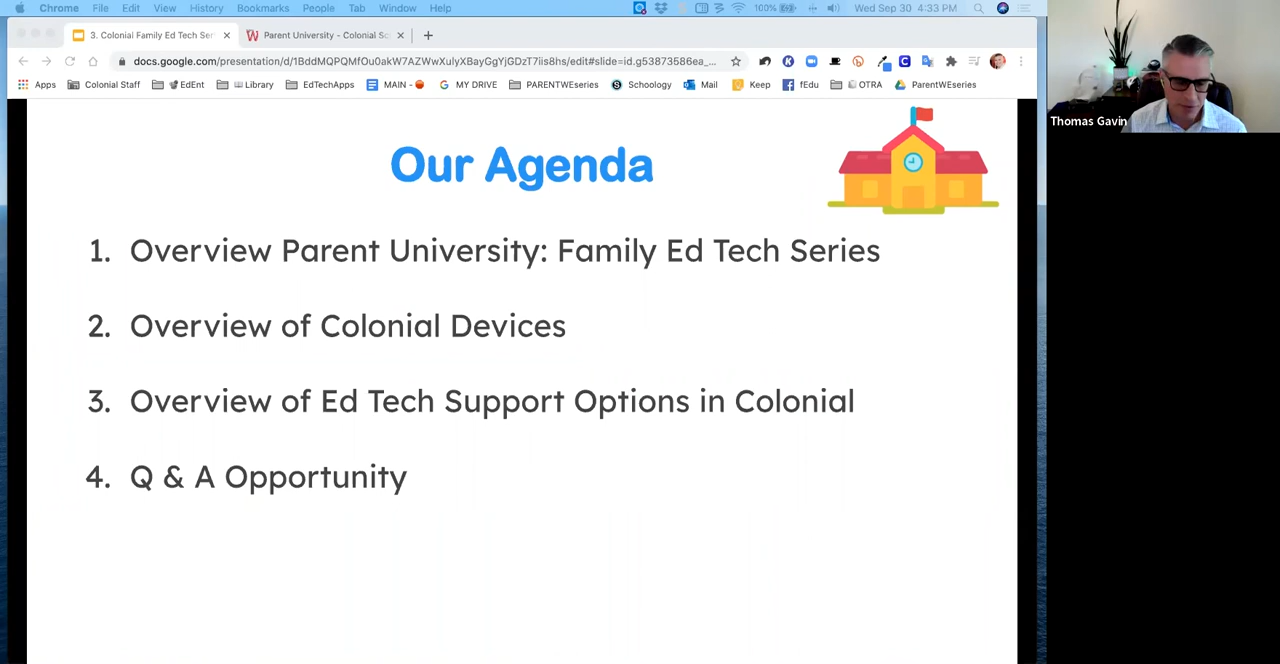 Chrome File Edit View History Bookmarks People Tab Window Help 100% Wed Sep 30 4:33 PM
3. Colonial Family Ed Tech Ser Parent University - Colonial Sc
docs.google.com/presentation/d/1BddMQPQMfOu0akW7AZWwXulyXBayGgYjGDzT7iis8hs/edit#slide=id.g53873586ea_...
Apps Colonial Staff EdEnt Library EdTechApps MAIN - MY DRIVE PARENTWEseries Schoology Mail Keep fEdu OTRA ParentWEseries
Thomas Gavin
Our Agenda
1. Overview Parent University: Family Ed Tech Series
2. Overview of Colonial Devices
3. Overview of Ed Tech Support Options in Colonial
4. Q & A Opportunity